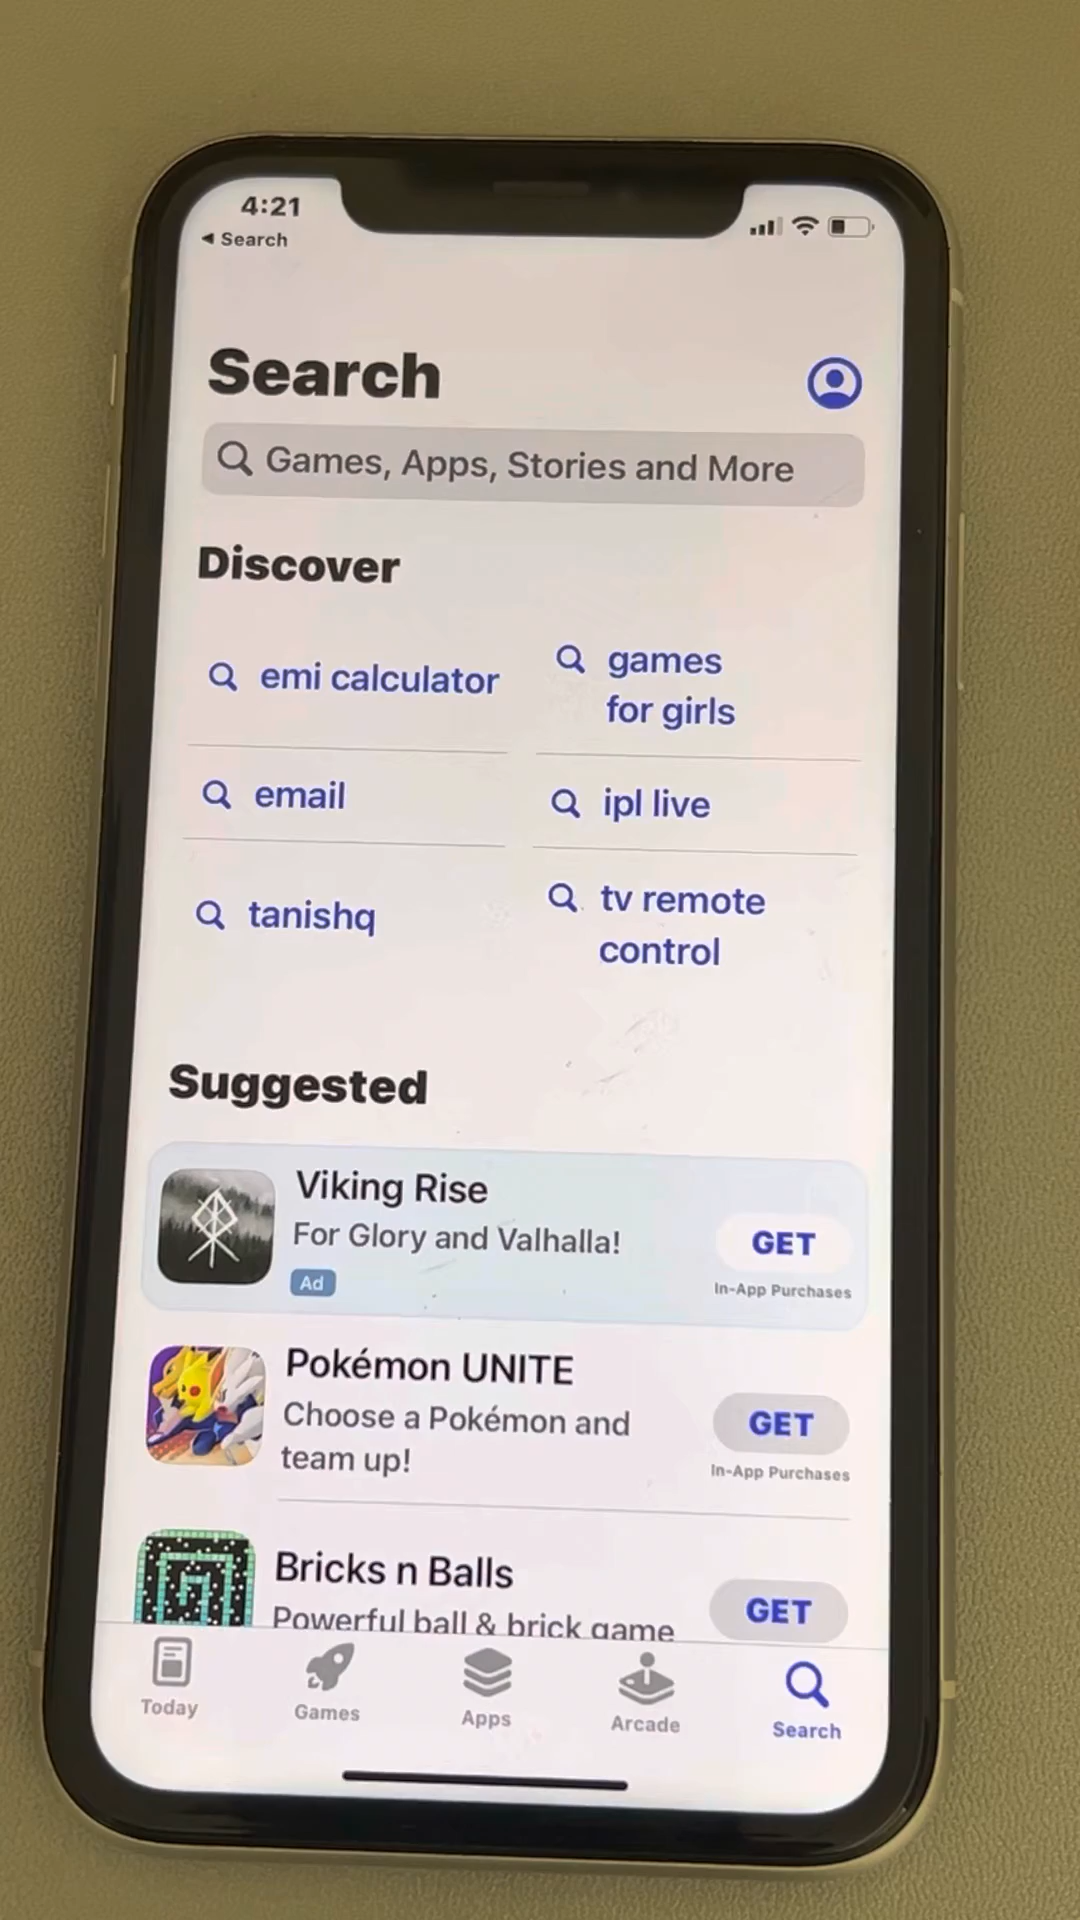 4:21
◀ Search
Search
Games, Apps, Stories and More
Discover
emi calculator
games
for girls
email
ipl live
tanishq
tv remote
control
Suggested
Viking Rise
For Glory and Valhalla!
Ad
GET
In-App Purchases
Pokémon UNITE
Choose a Pokémon and
team up!
GET
In-App Purchases
Bricks n Balls
Powerful ball & brick game
GET
Today
Games
Apps
Arcade
Search